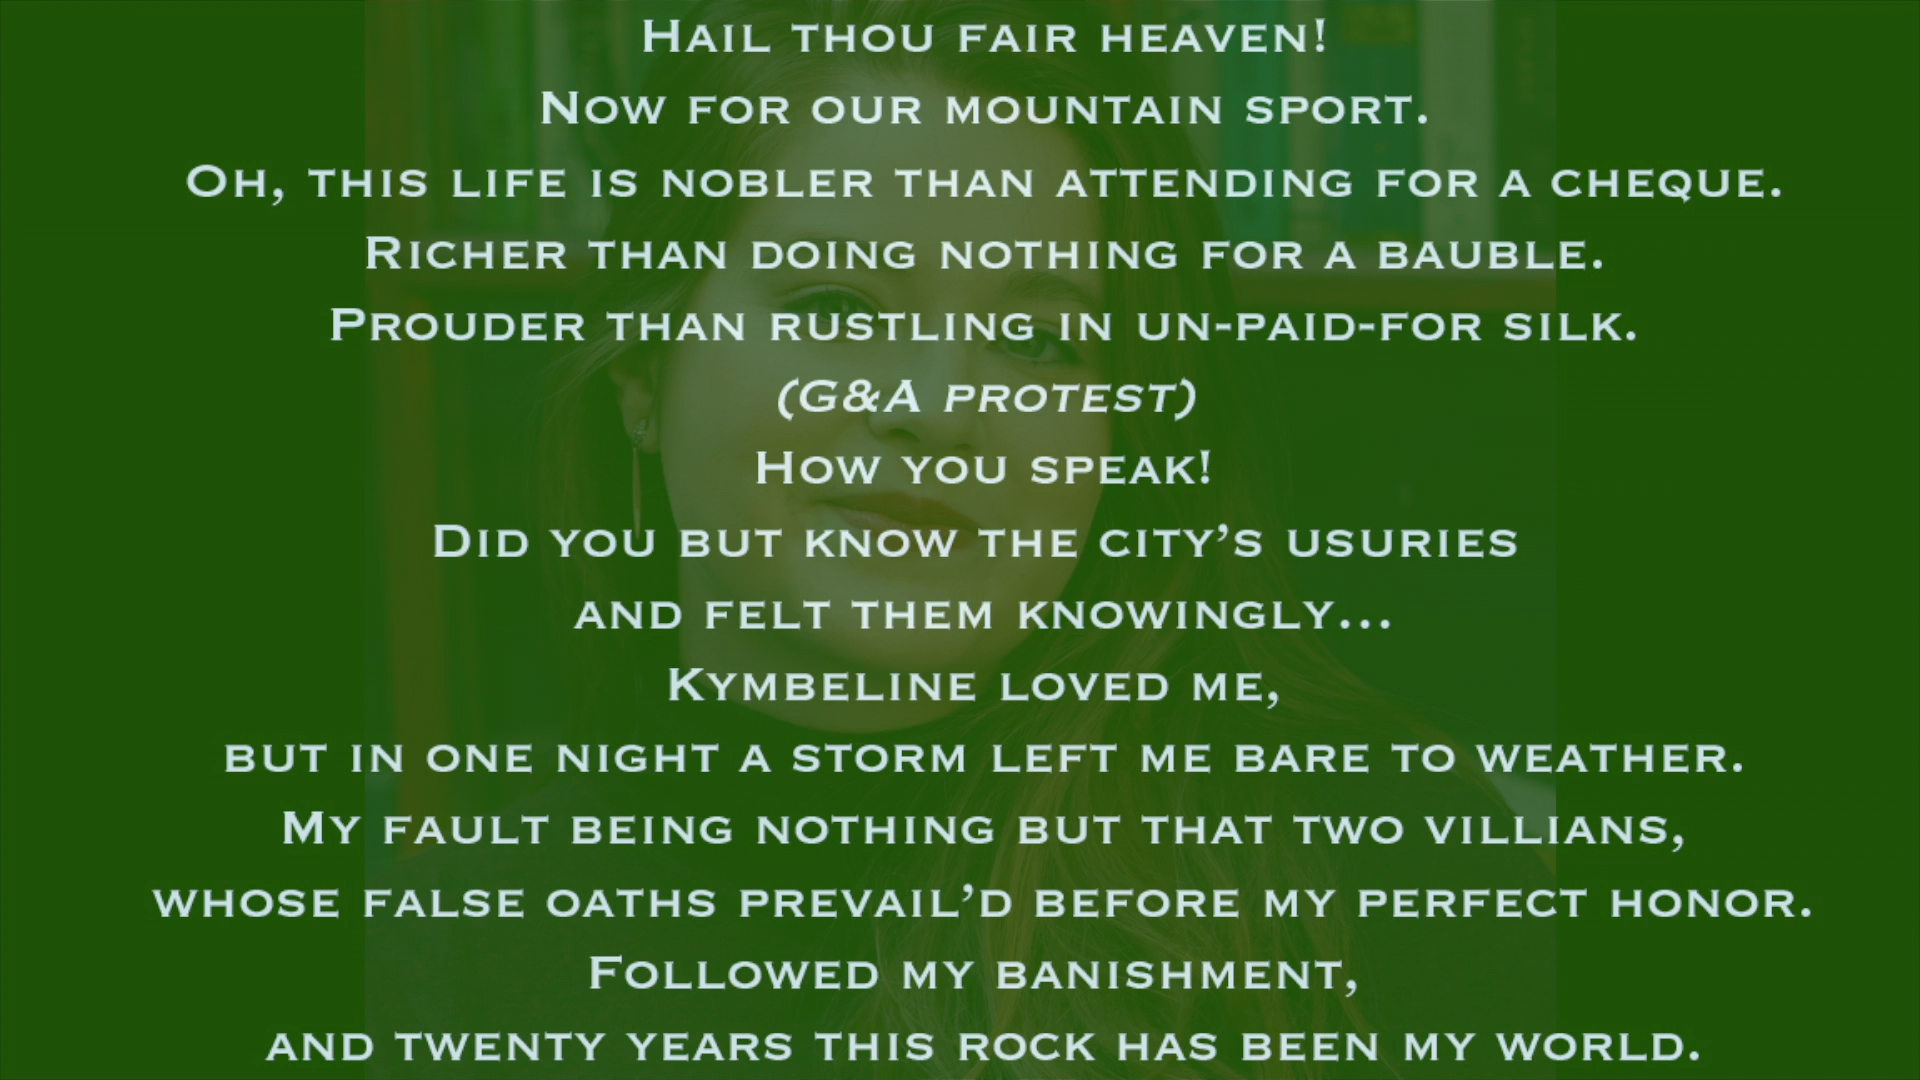 Hail thou fair heaven!
Now for our mountain sport.
Oh, this life is nobler than attending for a cheque.
Richer than doing nothing for a bauble.
Prouder than rustling in un-paid-for silk.
(G&A protest)
How you speak!
Did you but know the city’s usuries
and felt them knowingly...
Kymbeline loved me,
but in one night a storm left me bare to weather.
My fault being nothing but that two villians,
whose false oaths prevail’d before my perfect honor.
Followed my banishment,
and twenty years this rock has been my world.